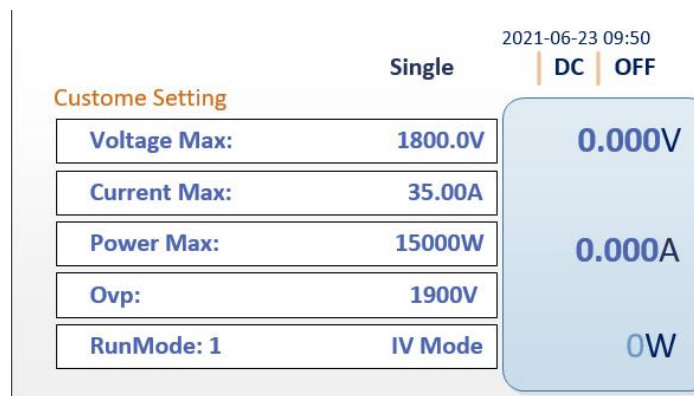 2021-06-23 09:50
Single DC OFF
Custome Setting
Voltage Max: 1800.0V
0.000V
Current Max: 35.00A
Power Max: 15000W
0.000A
Ovp: 1900V
RunMode: 1 IV Mode
0W